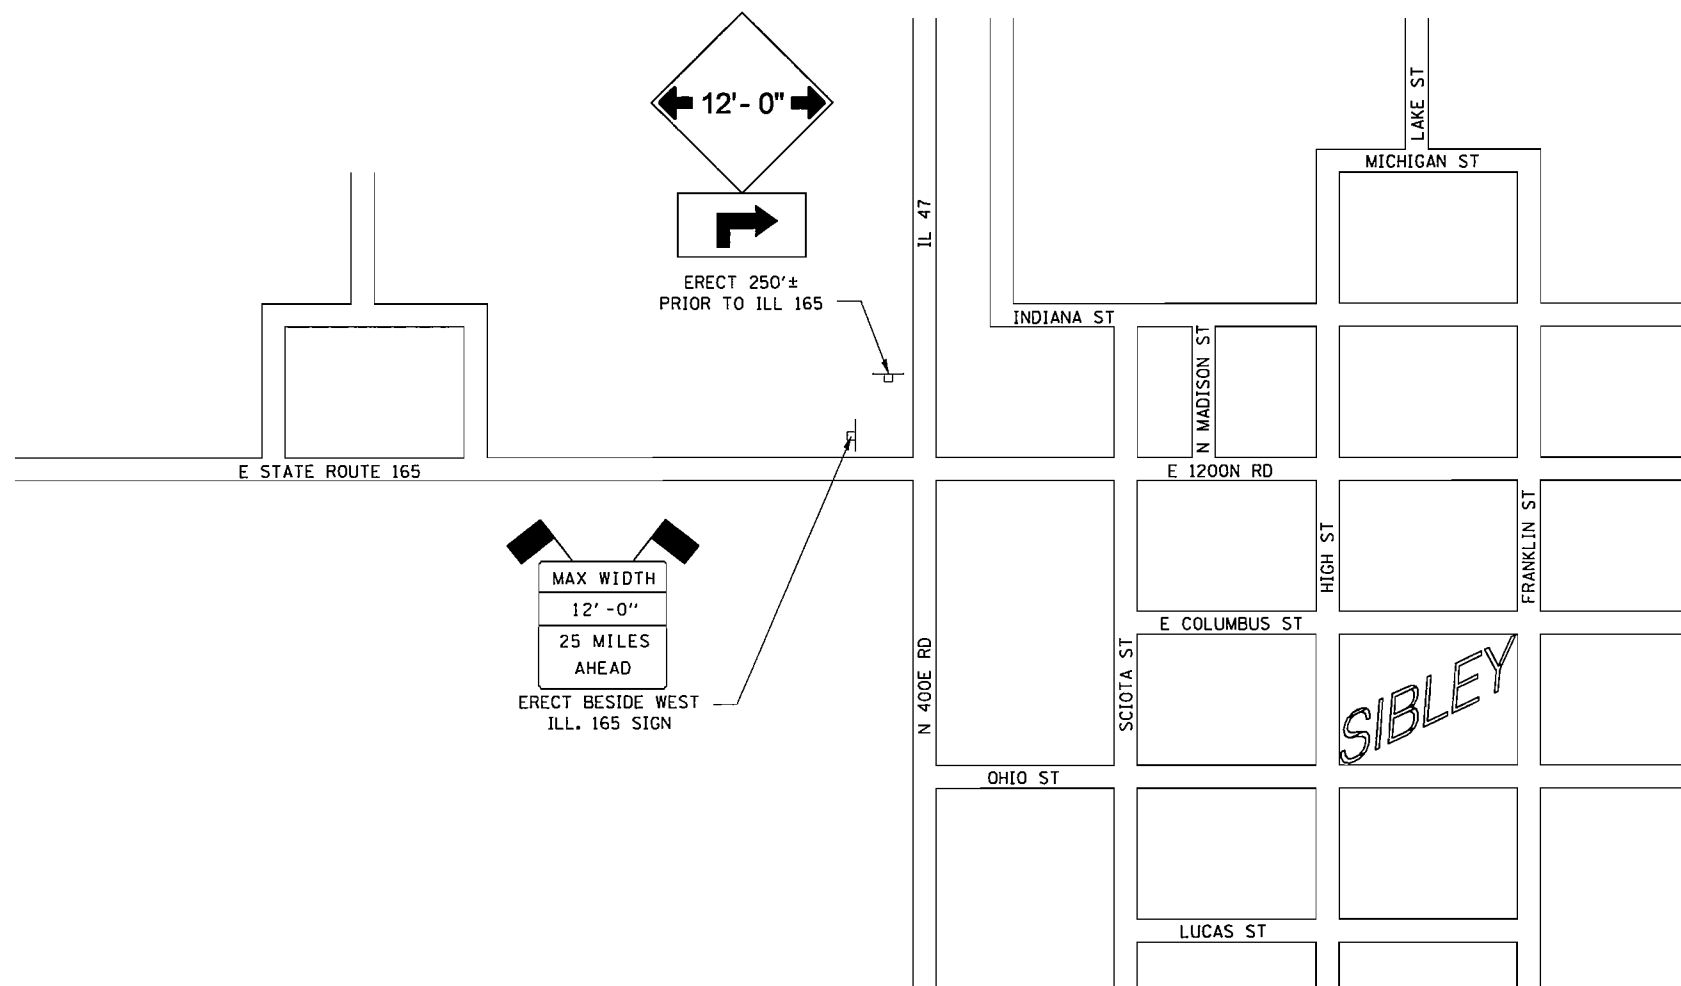 LAKE ST
MICHIGAN ST
12'- 0"
IL 47
ERECT 250'±
PRIOR TO ILL 165
INDIANA ST
N MADISON ST
E STATE ROUTE 165
E 1200N RD
MAX WIDTH
12' -0"
25 MILES
AHEAD
ERECT BESIDE WEST
ILL. 165 SIGN
HIGH ST
FRANKLIN ST
E COLUMBUS ST
N 400E RD
SCIOTA ST
SIBLEY
OHIO ST
LUCAS ST